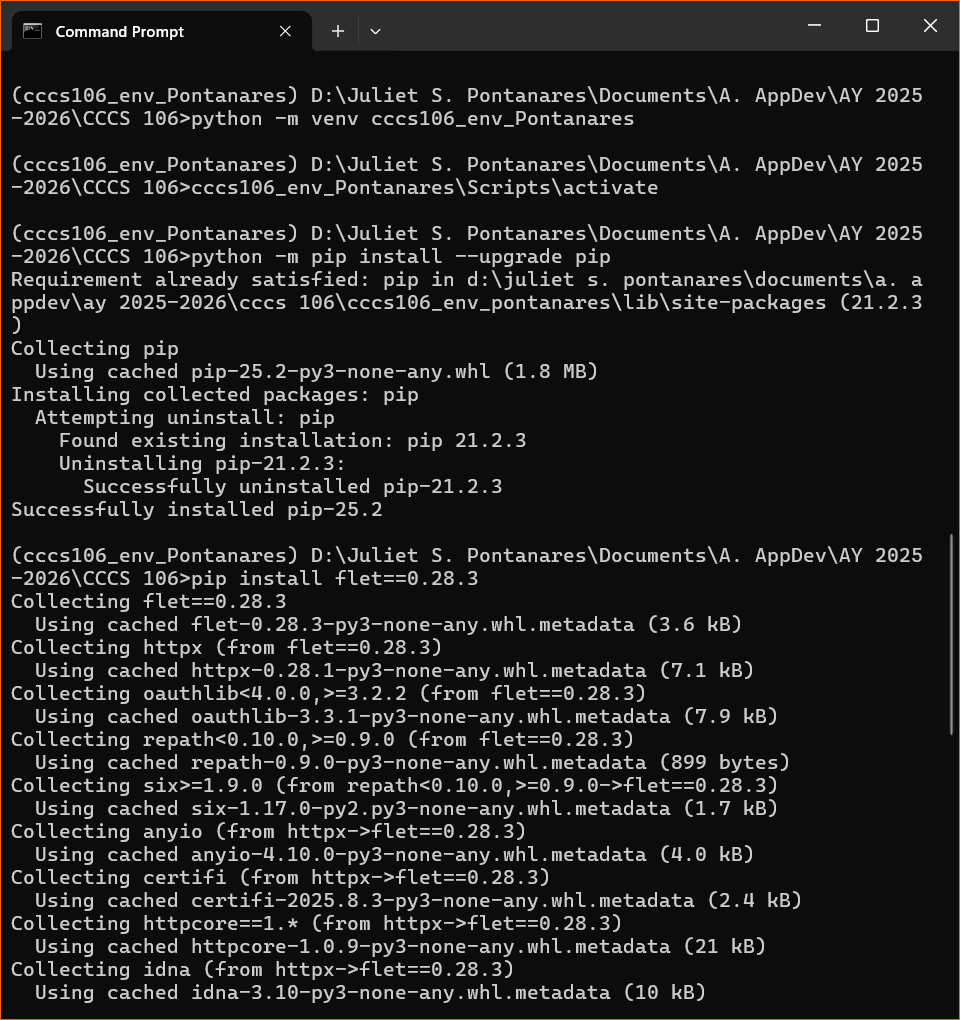 Command Prompt
(cccs106_env_Pontanares) D:\Juliet S. Pontanares\Documents\A. AppDev\AY 2025
-2026\CCCS 106>python -m venv cccs106_env_Pontanares
(cccs106_env_Pontanares) D:\Juliet S. Pontanares\Documents\A. AppDev\AY 2025
-2026\CCCS 106>cccs106_env_Pontanares\Scripts\activate
(cccs106_env_Pontanares) D:\Juliet S. Pontanares\Documents\A. AppDev\AY 2025
-2026\CCCS 106>python -m pip install --upgrade pip
Requirement already satisfied: pip in d:\juliet s. pontanares\documents\a. a
ppdev\ay 2025-2026\cccs 106\cccs106_env_pontanares\lib\site-packages (21.2.3
)
Collecting pip
  Using cached pip-25.2-py3-none-any.whl (1.8 MB)
Installing collected packages: pip
  Attempting uninstall: pip
    Found existing installation: pip 21.2.3
    Uninstalling pip-21.2.3:
      Successfully uninstalled pip-21.2.3
Successfully installed pip-25.2
(cccs106_env_Pontanares) D:\Juliet S. Pontanares\Documents\A. AppDev\AY 2025
-2026\CCCS 106>pip install flet==0.28.3
Collecting flet==0.28.3
  Using cached flet-0.28.3-py3-none-any.whl.metadata (3.6 kB)
Collecting httpx (from flet==0.28.3)
  Using cached httpx-0.28.1-py3-none-any.whl.metadata (7.1 kB)
Collecting oauthlib<4.0.0,>=3.2.2 (from flet==0.28.3)
  Using cached oauthlib-3.3.1-py3-none-any.whl.metadata (7.9 kB)
Collecting repath<0.10.0,>=0.9.0 (from flet==0.28.3)
  Using cached repath-0.9.0-py3-none-any.whl.metadata (899 bytes)
Collecting six>=1.9.0 (from repath<0.10.0,>=0.9.0->flet==0.28.3)
  Using cached six-1.17.0-py2.py3-none-any.whl.metadata (1.7 kB)
Collecting anyio (from httpx->flet==0.28.3)
  Using cached anyio-4.10.0-py3-none-any.whl.metadata (4.0 kB)
Collecting certifi (from httpx->flet==0.28.3)
  Using cached certifi-2025.8.3-py3-none-any.whl.metadata (2.4 kB)
Collecting httpcore==1.* (from httpx->flet==0.28.3)
  Using cached httpcore-1.0.9-py3-none-any.whl.metadata (21 kB)
Collecting idna (from httpx->flet==0.28.3)
  Using cached idna-3.10-py3-none-any.whl.metadata (10 kB)